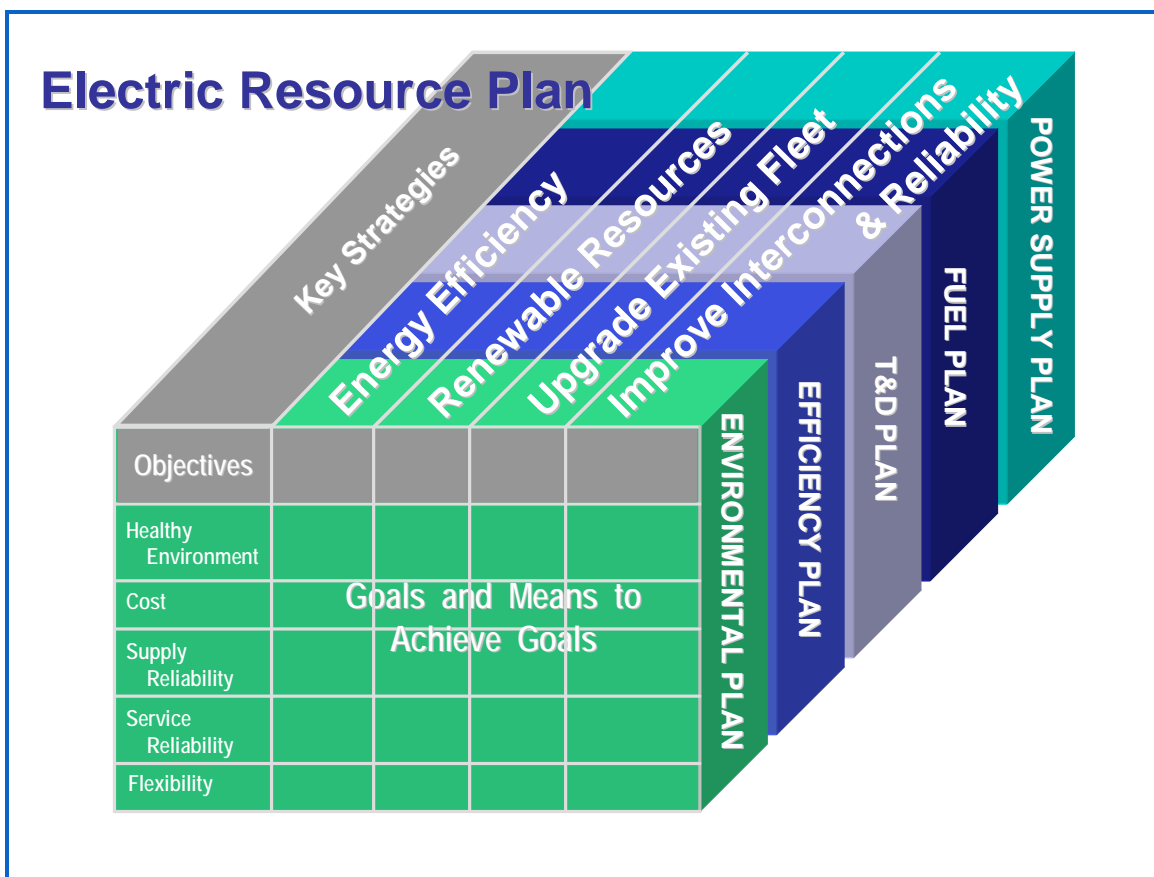 Electric Resource Plan
Key Strategies
Energy Efficiency
Renewable Resources
Upgrade Existing Fleet
Improve Interconnections
& Reliability
Objectives
Healthy
Environment
Cost
Supply
Reliability
Service
Reliability
Flexibility
Goals and Means to
Achieve Goals
ENVIRONMENTAL PLAN
EFFICIENCY PLAN
T&D PLAN
FUEL PLAN
POWER SUPPLY PLAN